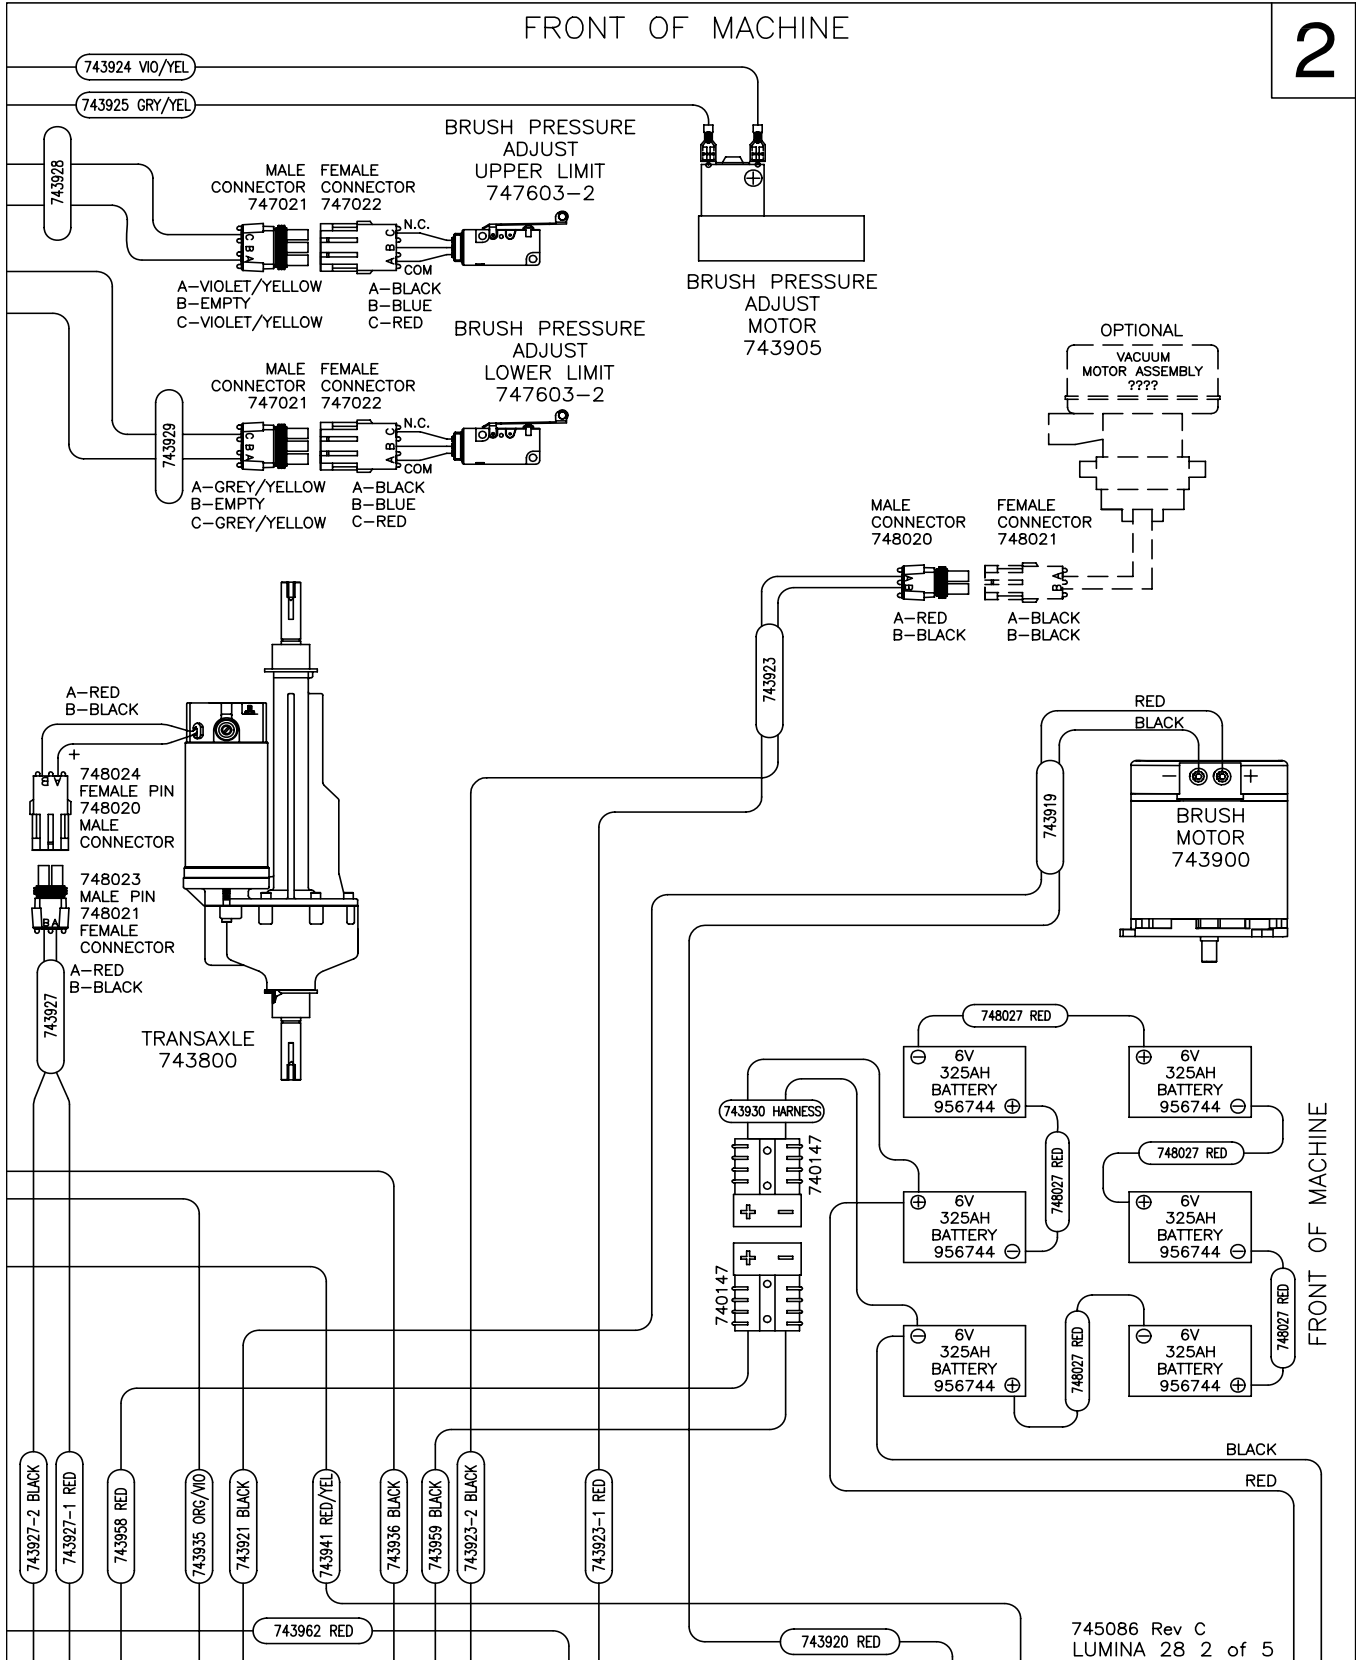 FRONT OF MACHINE
2
743924 VIO/YEL
743925 GRY/YEL
743928
BRUSH PRESSURE
ADJUST
UPPER LIMIT
747603-2
MALE
CONNECTOR
747021
FEMALE
CONNECTOR
747022
C B A
C B A
N.C.
COM
A-VIOLET/YELLOW
B-EMPTY
C-VIOLET/YELLOW
A-BLACK
B-BLUE
C-RED
BRUSH PRESSURE
ADJUST
MOTOR
743905
BRUSH PRESSURE
ADJUST
LOWER LIMIT
747603-2
MALE
CONNECTOR
747021
FEMALE
CONNECTOR
747022
743929
C B A
C B A
N.C.
COM
A-GREY/YELLOW
B-EMPTY
C-GREY/YELLOW
A-BLACK
B-BLUE
C-RED
OPTIONAL
VACUUM
MOTOR ASSEMBLY
????
MALE
CONNECTOR
748020
FEMALE
CONNECTOR
748021
A
B
A
B
A-RED
B-BLACK
A-BLACK
B-BLACK
743923
A-RED
B-BLACK
+
B A
748024
FEMALE PIN
748020
MALE
CONNECTOR
748023
MALE PIN
748021
FEMALE
CONNECTOR
B A
A-RED
B-BLACK
743927
TRANSAXLE
743800
RED
BLACK
743919
- +
BRUSH
MOTOR
743900
748027 RED
- 6V
325AH
BATTERY
956744 +
+ 6V
325AH
BATTERY
956744 -
743930 HARNESS
740147
+ -
748027 RED
748027 RED
+ 6V
325AH
BATTERY
956744 -
+ 6V
325AH
BATTERY
956744 -
FRONT OF MACHINE
740147
+ -
748027 RED
748027 RED
- 6V
325AH
BATTERY
956744 +
- 6V
325AH
BATTERY
956744 +
BLACK
RED
743927-2 BLACK
743927-1 RED
743958 RED
743935 ORG/VIO
743921 BLACK
743941 RED/YEL
743936 BLACK
743959 BLACK
743923-2 BLACK
743923-1 RED
743962 RED
743920 RED
745086 Rev C
LUMINA 28 2 of 5